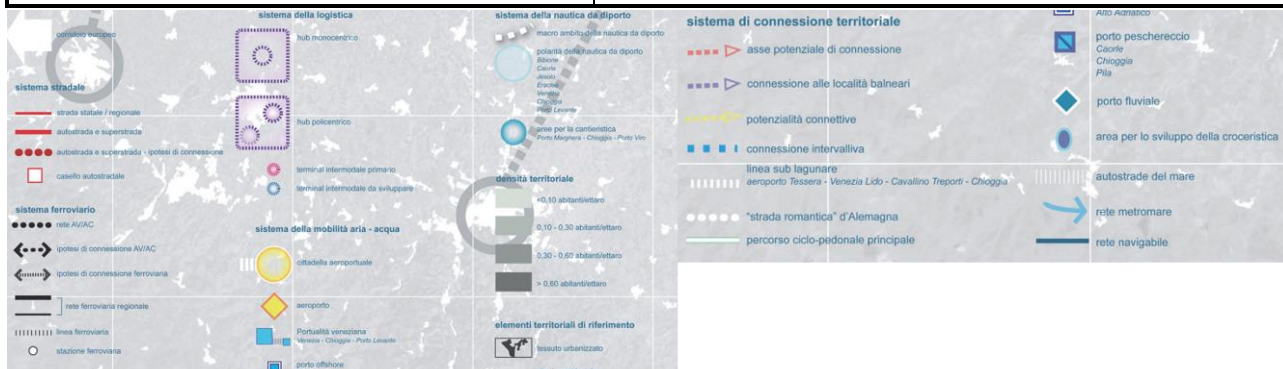 corridoio europeo
sistema stradale
strada statale / regionale
autostrada e superstrada
autostrada e superstrada - ipotesi di connessione
casello autostradale
sistema ferroviario
rete AV/AC
ipotesi di connessione AV/AC
ipotesi di connessione ferroviaria
rete ferroviaria regionale
linea ferroviaria
stazione ferroviaria
sistema della logistica
hub monocentrico
hub policentrico
terminal intermodale primario
terminal intermodale da sviluppare
sistema della mobilità aria - acqua
cittadella aeroportuale
aeroporto
Portualità veneziana
Venezia - Chioggia - Porto Levante
porto offshore
sistema della nautica da diporto
macro ambito della nautica da diporto
polarità della nautica da diporto
Bibione
Caorle
Jesolo
Eraclea
Venezia
Chioggia
Porto Levante
aree per la cantieristica
Porto Marghera - Chioggia - Porto Viro
densità territoriale
<0,10 abitanti/ettaro
0,10 - 0,30 abitanti/ettaro
0,30 - 0,60 abitanti/ettaro
> 0,60 abitanti/ettaro
elementi territoriali di riferimento
tessuto urbanizzato
sistema di connessione territoriale
asse potenziale di connessione
connessione alle località balneari
potenzialità connettive
connessione intervalliva
linea sub lagunare
aeroporto Tessera - Venezia Lido - Cavallino Treporti - Chioggia
"strada romantica" d'Alemagna
percorso ciclo-pedonale principale
Alto Adriatico
porto peschereccio
Caorle
Chioggia
Pila
porto fluviale
area per lo sviluppo della croceristica
autostrade del mare
rete metromare
rete navigabile